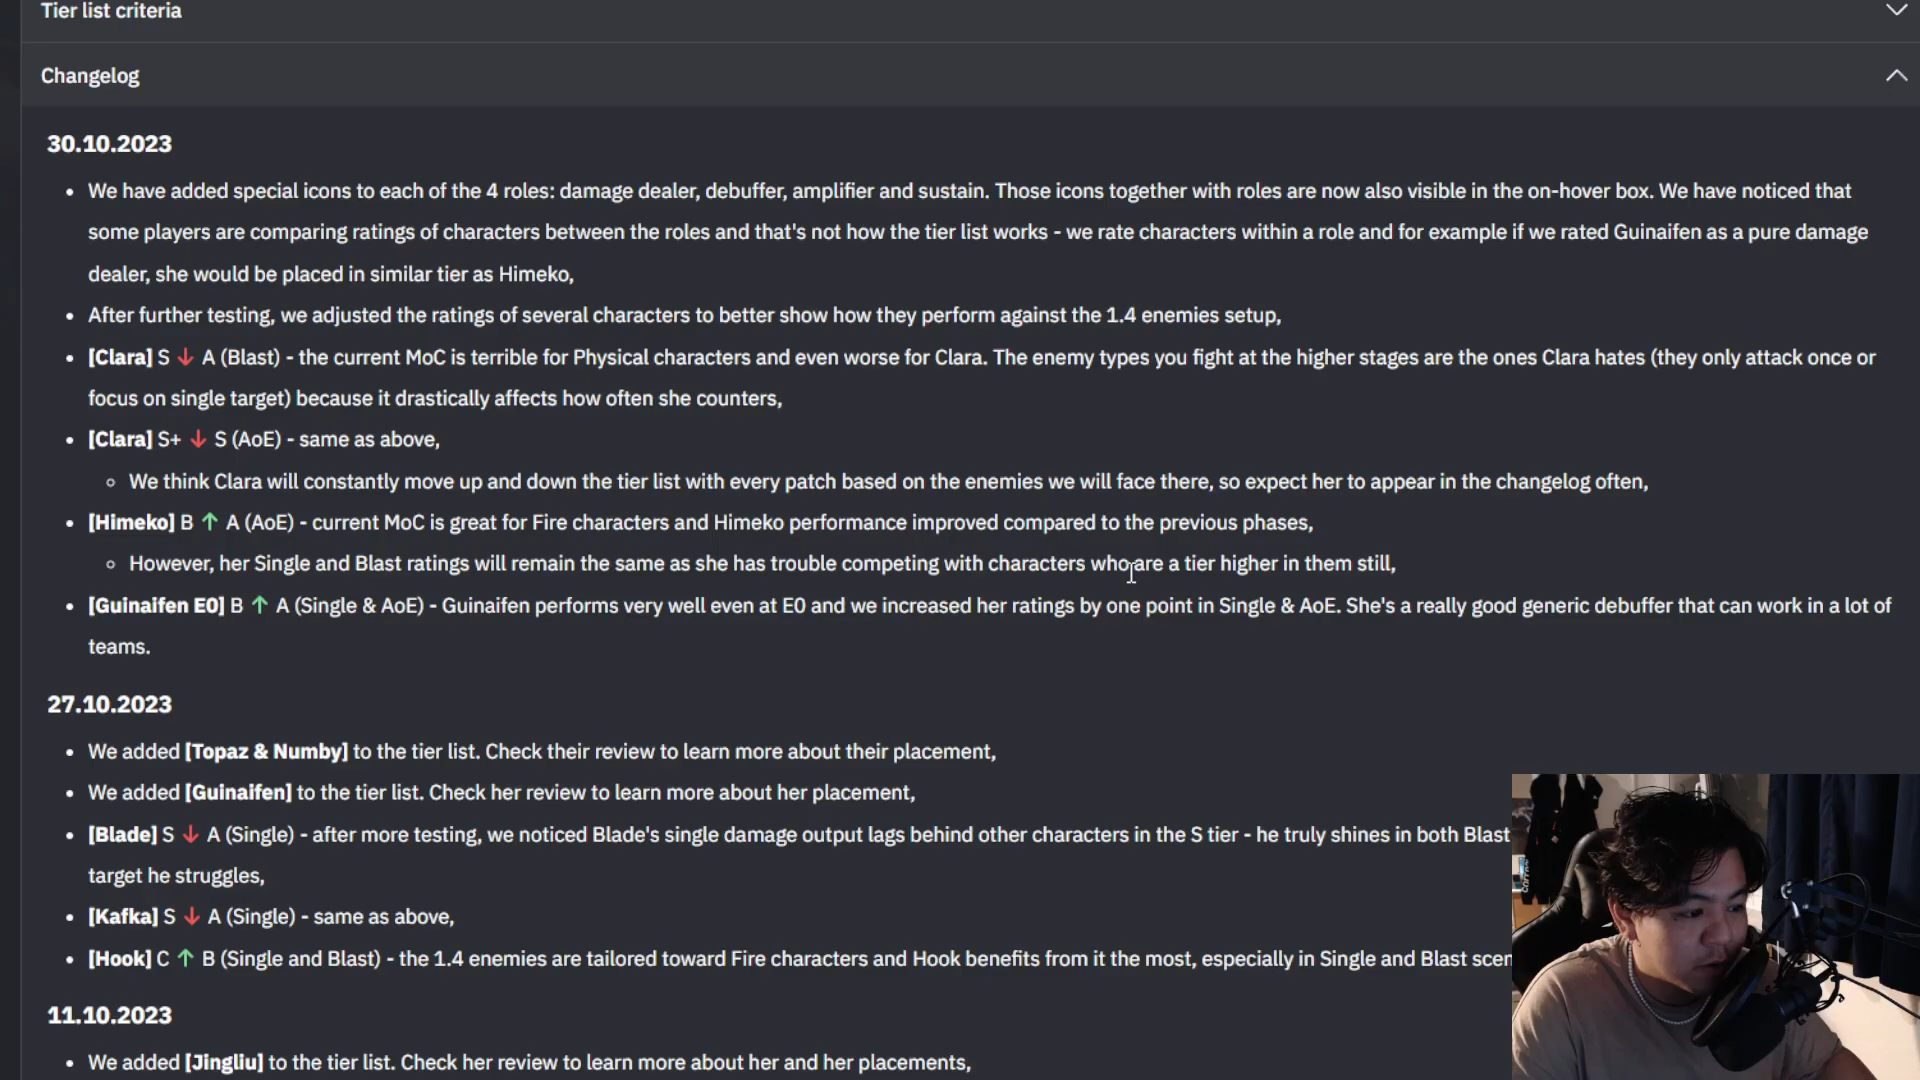 Tier list criteria
Changelog
30.10.2023
• We have added special icons to each of the 4 roles: damage dealer, debuffer, amplifier and sustain. Those icons together with roles are now also visible in the on-hover box. We have noticed that
some players are comparing ratings of characters between the roles and that's not how the tier list works - we rate characters within a role and for example if we rated Guinaifen as a pure damage
dealer, she would be placed in similar tier as Himeko,
• After further testing, we adjusted the ratings of several characters to better show how they perform against the 1.4 enemies setup,
• [Clara] S ↓ A (Blast) - the current MoC is terrible for Physical characters and even worse for Clara. The enemy types you fight at the higher stages are the ones Clara hates (they only attack once or
focus on single target) because it drastically affects how often she counters,
• [Clara] S+ ↓ S (AoE) - same as above,
◦ We think Clara will constantly move up and down the tier list with every patch based on the enemies we will face there, so expect her to appear in the changelog often,
• [Himeko] B ↑ A (AoE) - current MoC is great for Fire characters and Himeko performance improved compared to the previous phases,
◦ However, her Single and Blast ratings will remain the same as she has trouble competing with characters who are a tier higher in them still,
• [Guinaifen E0] B ↑ A (Single & AoE) - Guinaifen performs very well even at E0 and we increased her ratings by one point in Single & AoE. She's a really good generic debuffer that can work in a lot of
teams.
27.10.2023
• We added [Topaz & Numby] to the tier list. Check their review to learn more about their placement,
• We added [Guinaifen] to the tier list. Check her review to learn more about her placement,
• [Blade] S ↓ A (Single) - after more testing, we noticed Blade's single damage output lags behind other characters in the S tier - he truly shines in both Blast
target he struggles,
• [Kafka] S ↓ A (Single) - same as above,
• [Hook] C ↑ B (Single and Blast) - the 1.4 enemies are tailored toward Fire characters and Hook benefits from it the most, especially in Single and Blast
11.10.2023
• We added [Jingliu] to the tier list. Check her review to learn more about her and her placements,